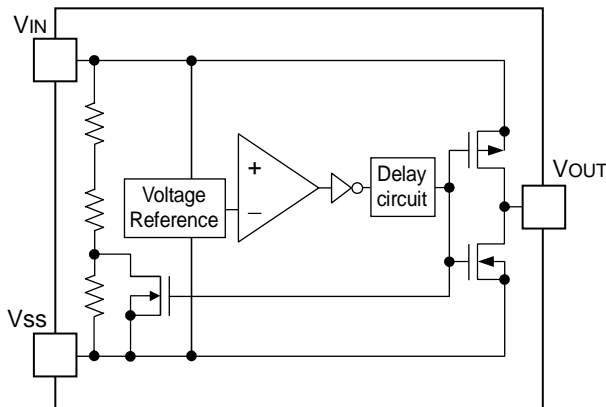 VIN
+
−
Voltage
Reference
Delay
circuit
VOUT
VSS